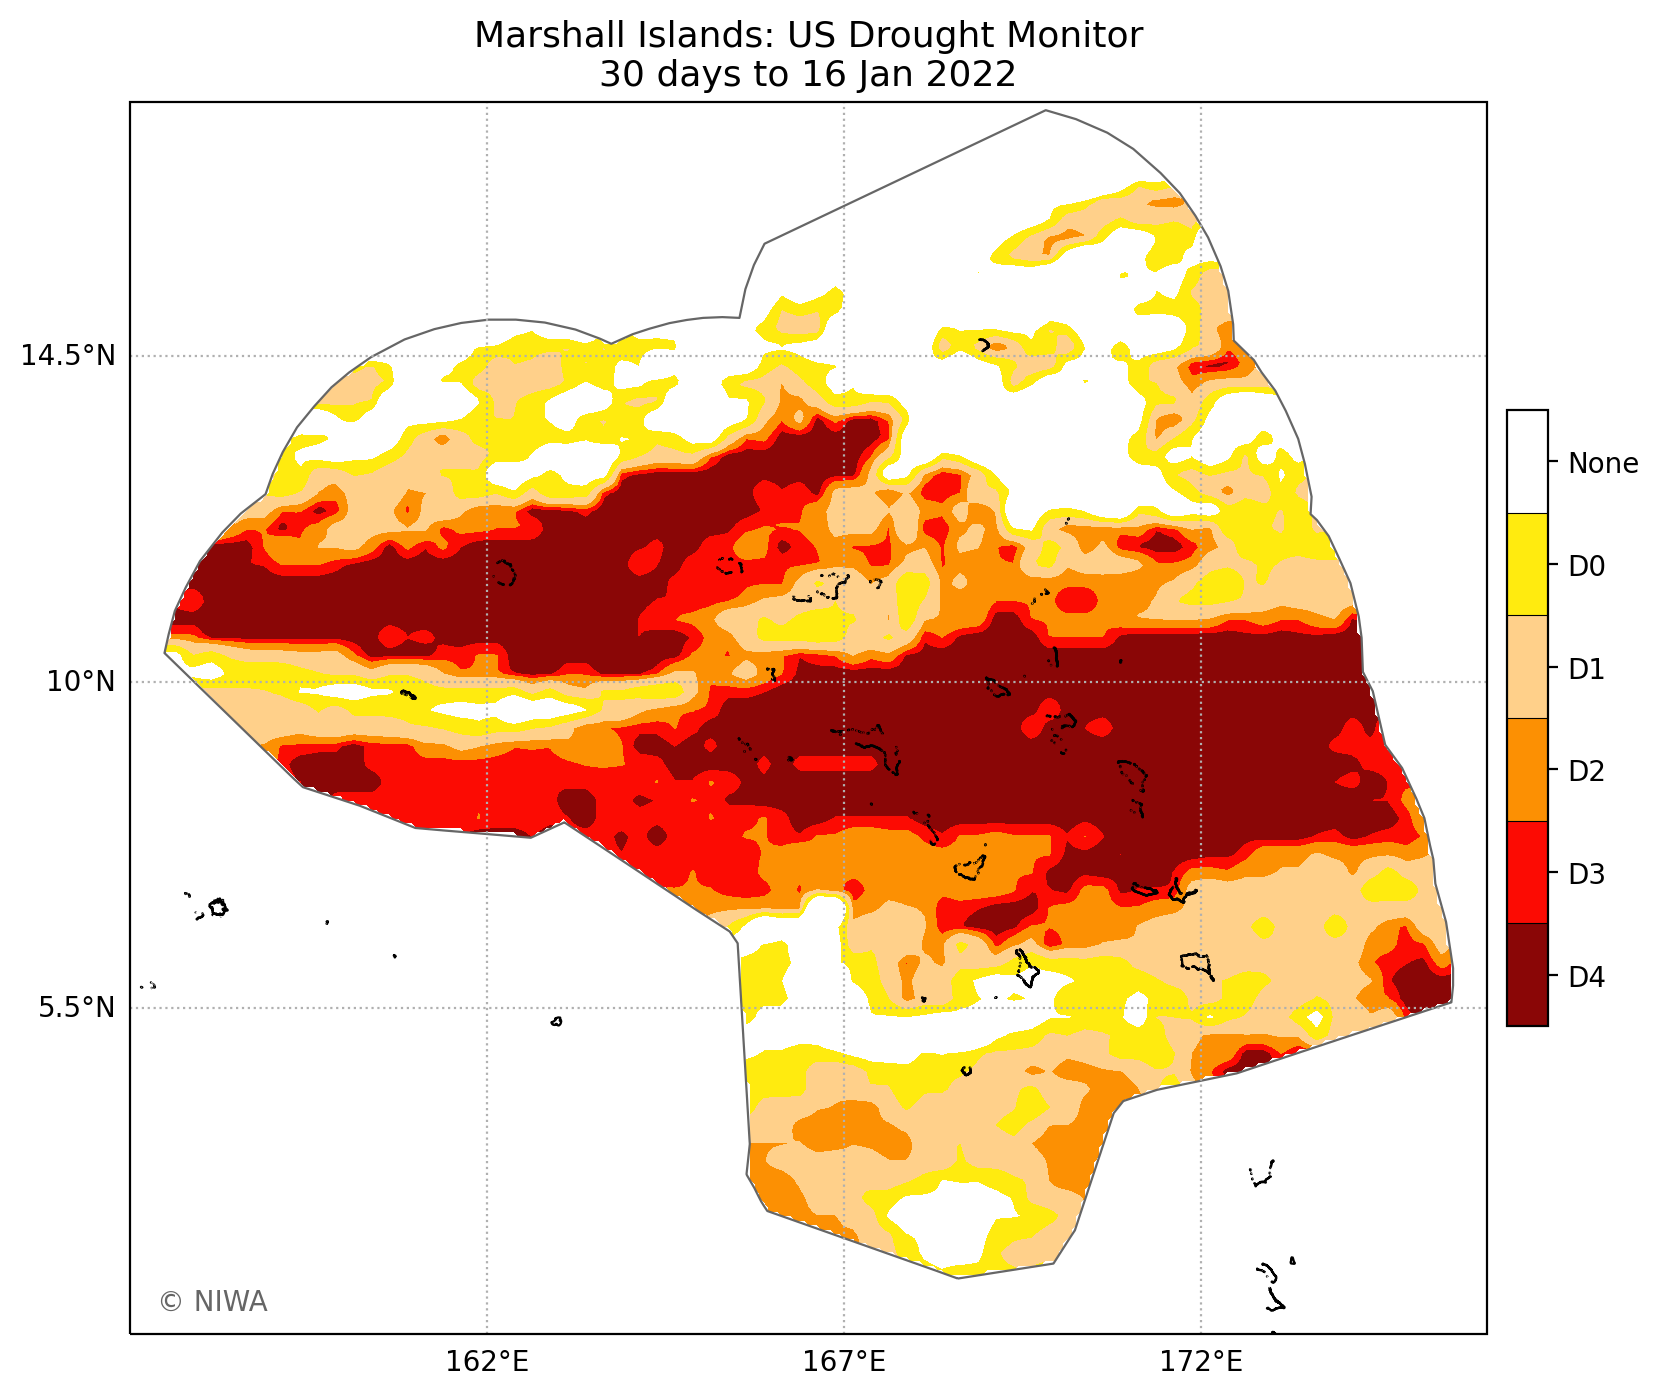 Marshall Islands: US Drought Monitor
30 days to 16 Jan 2022
14.5°N
10°N
5.5°N
162°E
167°E
172°E
None
D0
D1
D2
D3
D4
© NIWA